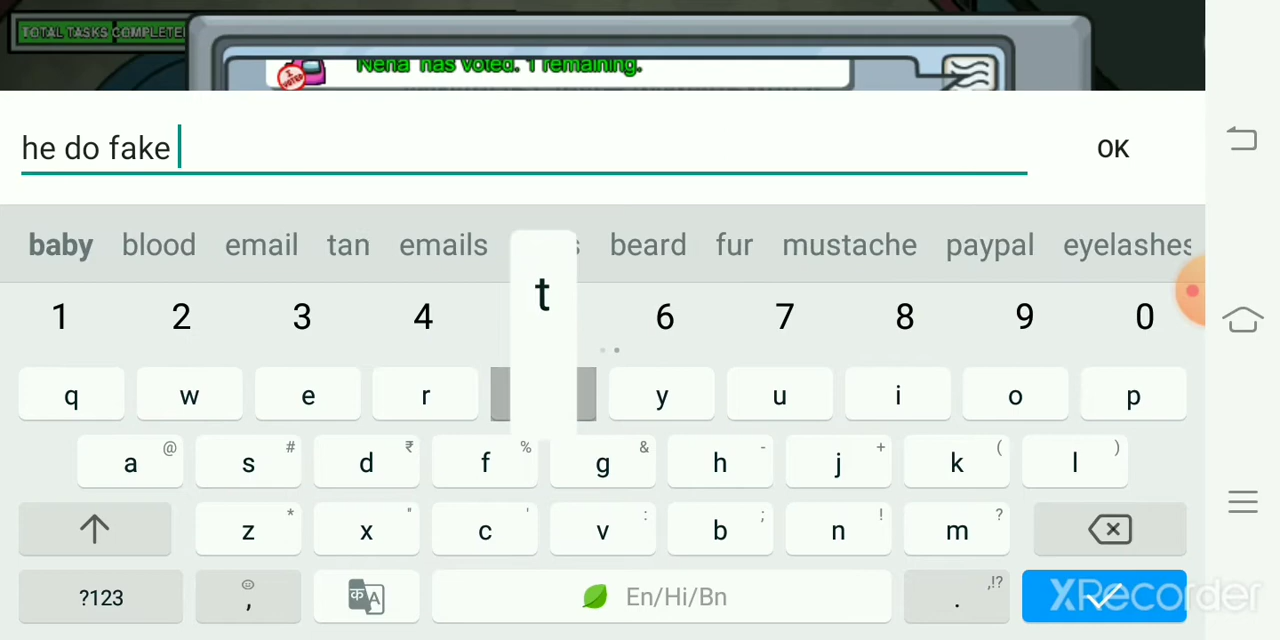 TOTAL TASKS COMPLETE
Nena has voted. 1 remaining.
he do fake
OK
baby blood email tan emails beard fur mustache paypal eyelashes
t
1 2 3 4 6 7 8 9 0
q w e r y u i o p
@ # ₹ % & - + ( )
a s d f g h j k l
* " ' : ; ! ?
z x c v b n m
?123 , क A En/Hi/Bn . ,!?
XRecorder